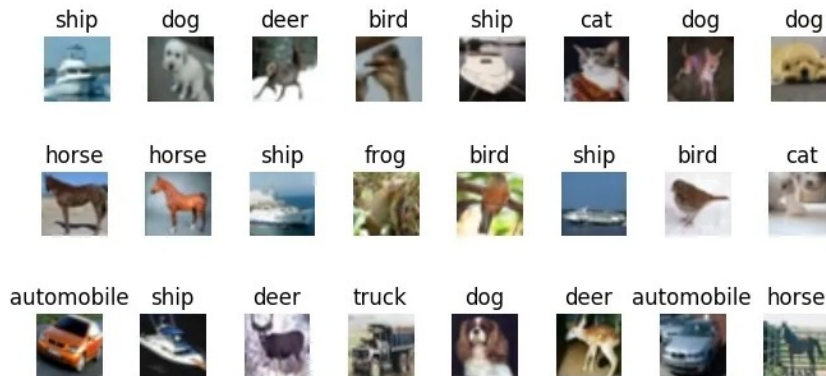 ship dog deer bird ship cat dog dog
horse horse ship frog bird ship bird cat
automobile ship deer truck dog deer automobile horse